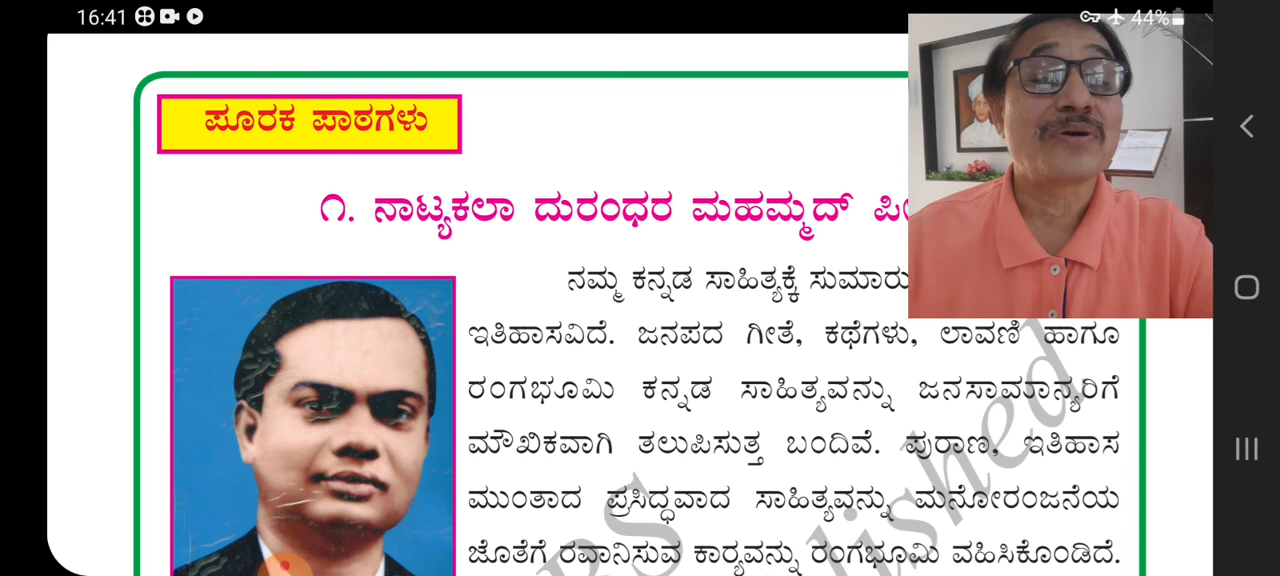 16:41
44%
ಪೂರಕ ಪಾಠಗಳು
೧. ನಾಟ್ಯಕಲಾ ದುರಂಧರ ಮಹಮ್ಮದ್
ನಮ್ಮ ಕನ್ನಡ ಸಾಹಿತ್ಯಕ್ಕೆ ಸುಮಾರು
ಇತಿಹಾಸವಿದೆ. ಜನಪದ ಗೀತೆ, ಕಥೆಗಳು, ಲಾವಣಿ ಹಾಗೂ
ರಂಗಭೂಮಿ ಕನ್ನಡ ಸಾಹಿತ್ಯವನ್ನು ಜನಸಾಮಾನ್ಯರಿಗೆ
ಮೌಖಿಕವಾಗಿ ತಲುಪಿಸುತ್ತ ಬಂದಿವೆ. ಪುರಾಣ, ಇತಿಹಾಸ
ಮುಂತಾದ ಪ್ರಸಿದ್ಧವಾದ ಸಾಹಿತ್ಯವನ್ನು ಮನೋರಂಜನೆಯ
ಜೊತೆಗೆ ರವಾನಿಸುವ ಕಾರ್‍ಯವನ್ನು ರಂಗಭೂಮಿ ವಹಿಸಿಕೊಂಡಿದೆ.